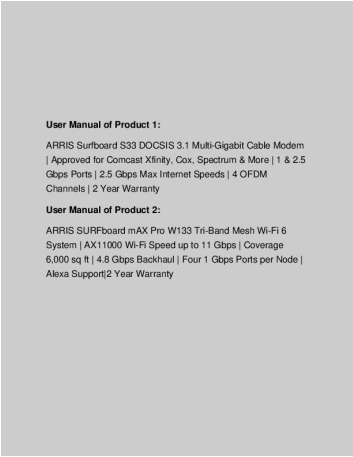 User Manual of Product 1:
ARRIS Surfboard S33 DOCSIS 3.1 Multi-Gigabit Cable Modem
| Approved for Comcast Xfinity, Cox, Spectrum & More | 1 & 2.5
Gbps Ports | 2.5 Gbps Max Internet Speeds | 4 OFDM
Channels | 2 Year Warranty
User Manual of Product 2:
ARRIS SURFboard mAX Pro W133 Tri-Band Mesh Wi-Fi 6
System | AX11000 Wi-Fi Speed up to 11 Gbps | Coverage
6,000 sq ft | 4.8 Gbps Backhaul | Four 1 Gbps Ports per Node |
Alexa Support|2 Year Warranty